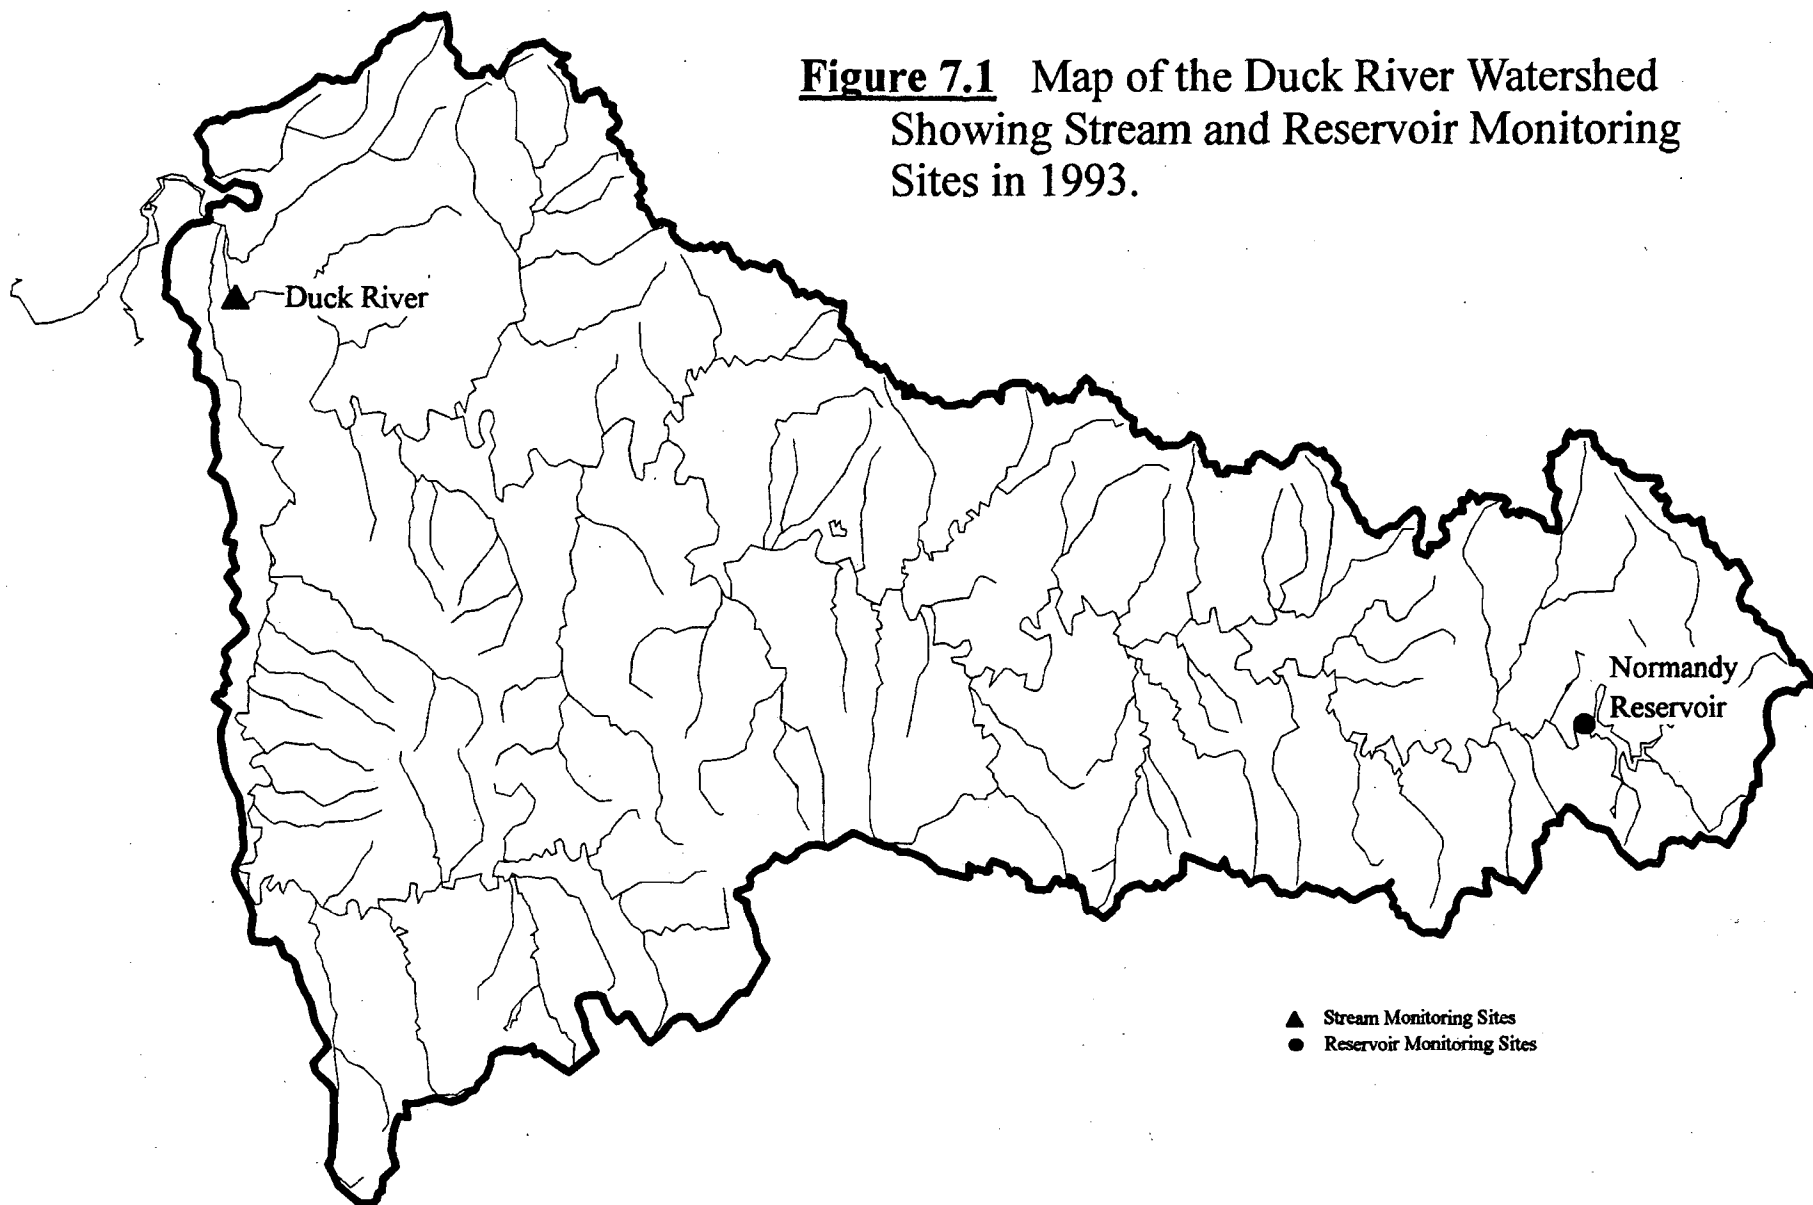 Figure 7.1 Map of the Duck River Watershed
Showing Stream and Reservoir Monitoring
Sites in 1993.
Duck River
Normandy
Reservoir
Stream Monitoring Sites
Reservoir Monitoring Sites